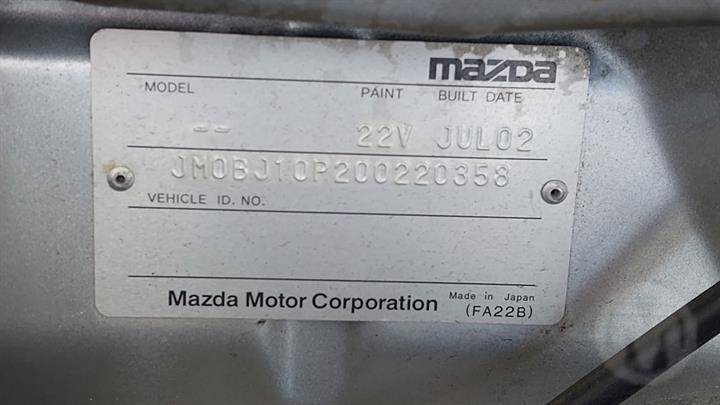 mazda
MODEL PAINT BUILT DATE
-- 22V JUL02
JM0BJ10P200220358
VEHICLE ID. NO.
Mazda Motor Corporation Made in Japan
(FA22B)